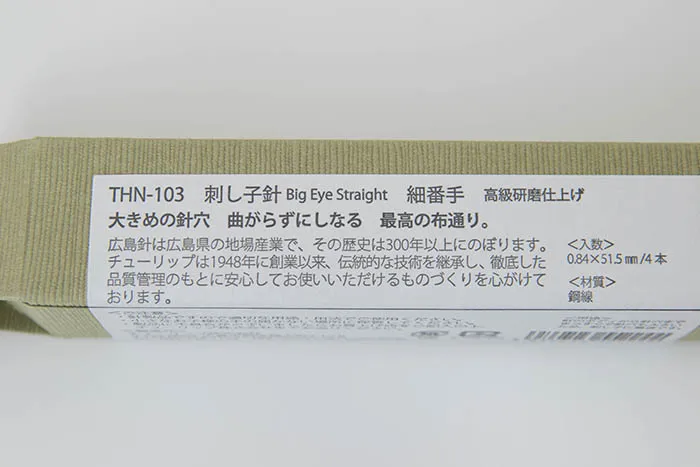 THN-103 刺し子針 Big Eye Straight 細番手 高級研磨仕上げ
大きめの針穴 曲がらずにしなる 最高の布通り。
広島針は広島県の地場産業で、その歴史は300年以上にのぼります。
チューリップは1948年に創業以来、伝統的な技術を継承し、徹底した
品質管理のもとに安心してお使いいただけるものづくりを心がけて
おります。
<入数>
0.84×51.5㎜/4本
<材質>
鋼線